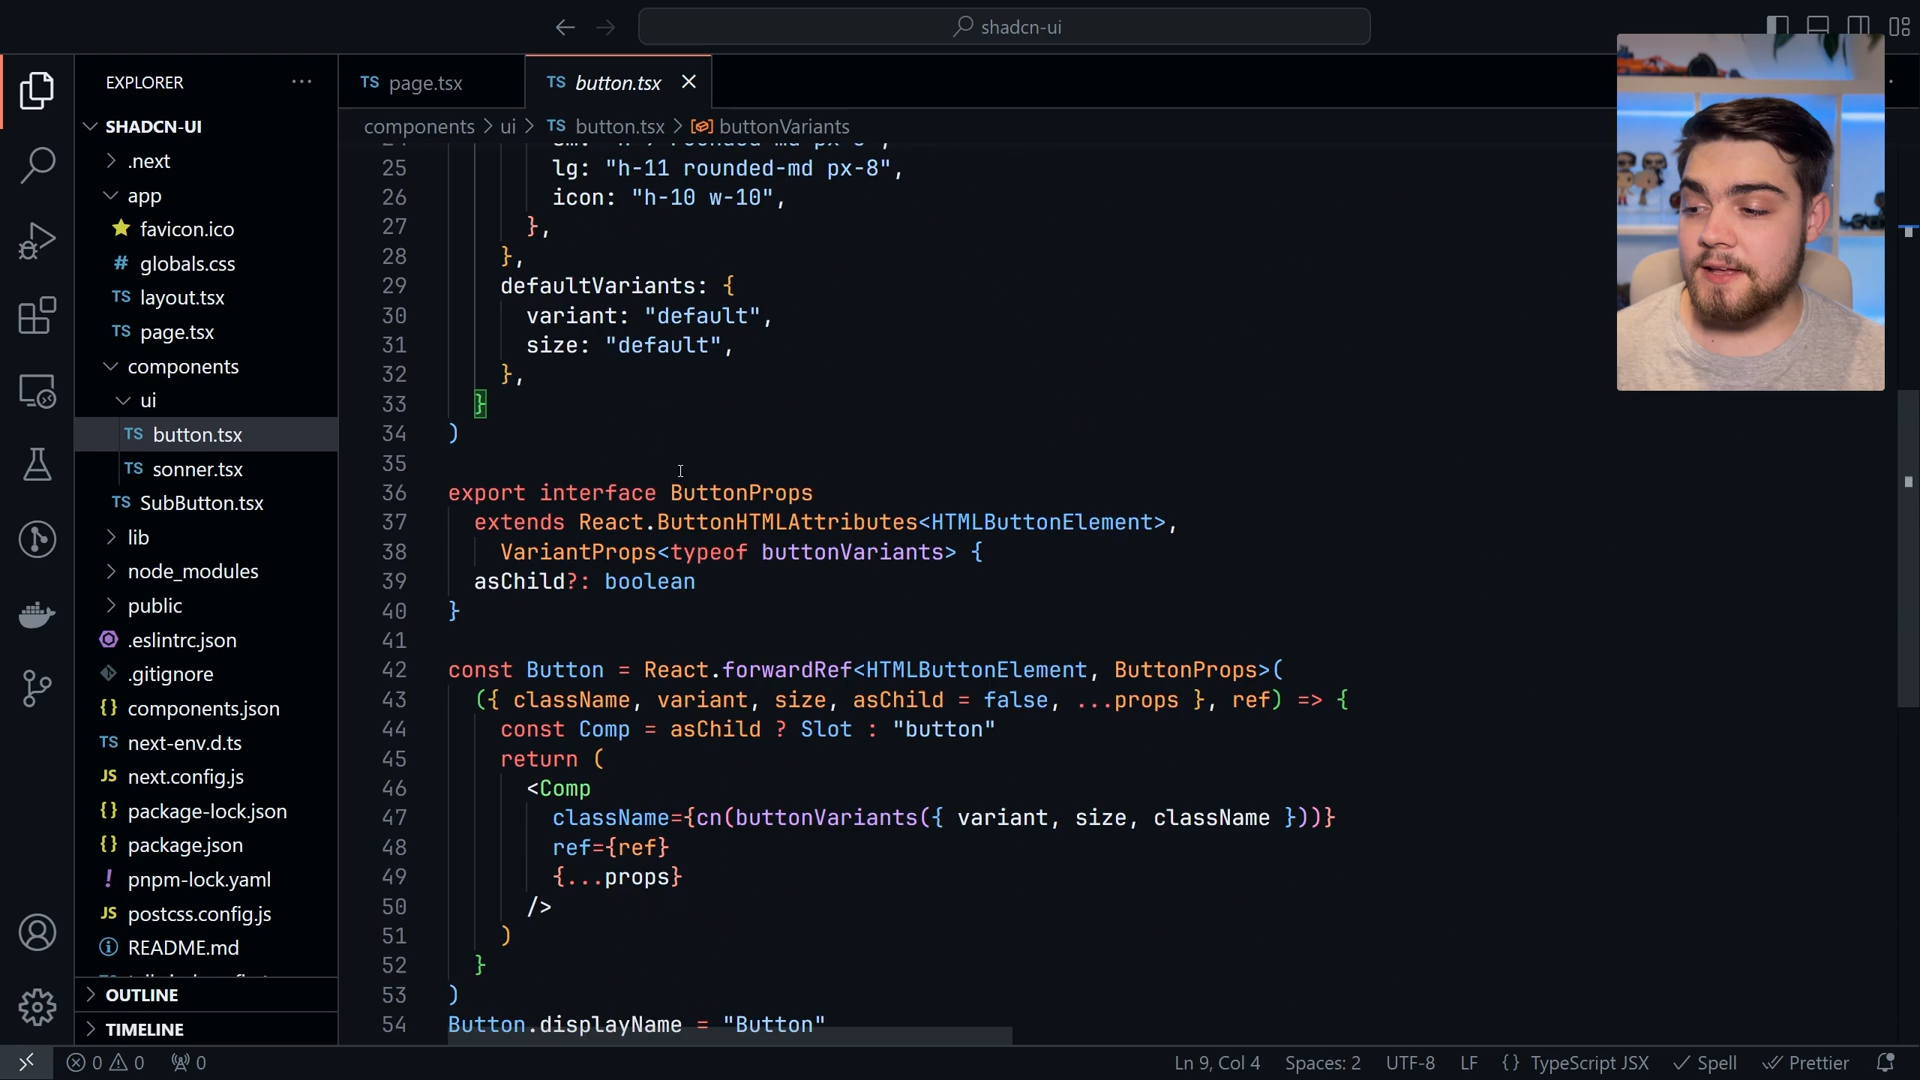 shadcn-ui
EXPLORER
TS page.tsx
TS button.tsx
components > ui > TS button.tsx > buttonVariants
SHADCN-UI
.next
app
favicon.ico
# globals.css
TS layout.tsx
TS page.tsx
components
ui
TS button.tsx
TS sonner.tsx
TS SubButton.tsx
lib
node_modules
public
.eslintrc.json
.gitignore
{} components.json
TS next-env.d.ts
JS next.config.js
{} package-lock.json
{} package.json
! pnpm-lock.yaml
JS postcss.config.js
README.md
OUTLINE
TIMELINE
25 lg: "h-11 rounded-md px-8",
26 icon: "h-10 w-10",
27 },
28 },
29 defaultVariants: {
30 variant: "default",
31 size: "default",
32 },
33 }
34 )
35
36 export interface ButtonProps
37 extends React.ButtonHTMLAttributes<HTMLButtonElement>,
38 VariantProps<typeof buttonVariants> {
39 asChild?: boolean
40 }
41
42 const Button = React.forwardRef<HTMLButtonElement, ButtonProps>(
43 ({ className, variant, size, asChild = false, ...props }, ref) => {
44 const Comp = asChild ? Slot : "button"
45 return (
46 <Comp
47 className={cn(buttonVariants({ variant, size, className }))}
48 ref={ref}
49 {...props}
50 />
51 )
52 }
53 )
54 Button.displayName = "Button"
0 0 0
Ln 9, Col 4 Spaces: 2 UTF-8 LF {} TypeScript JSX Spell Prettier